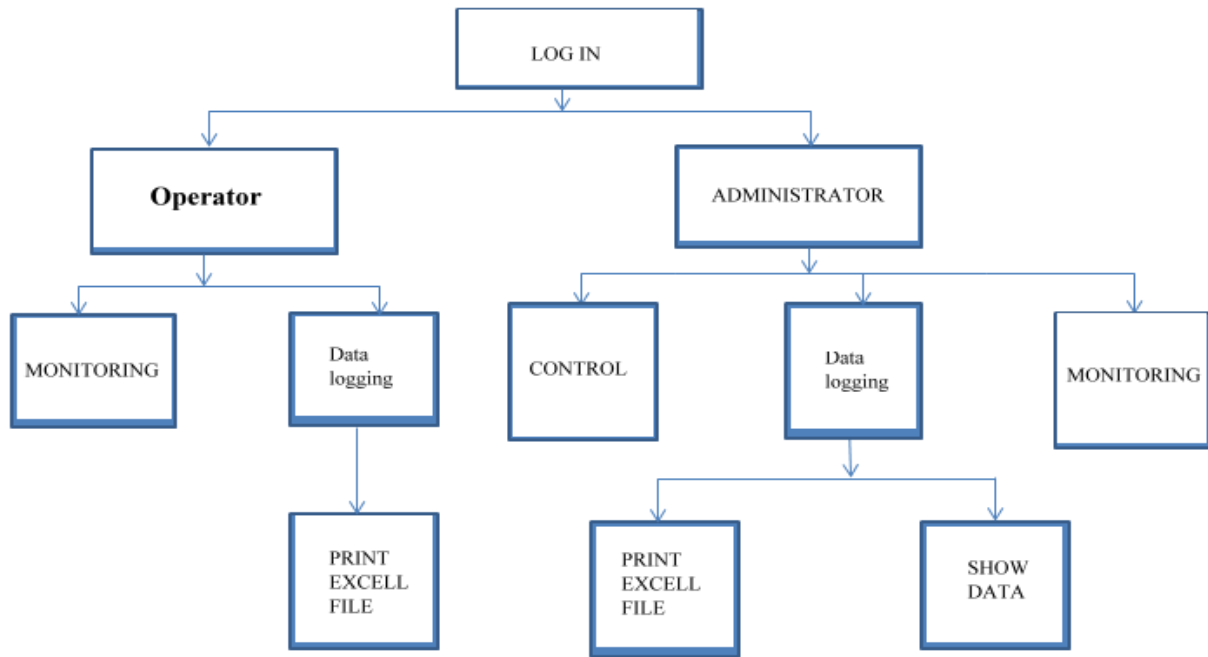 LOG IN
Operator
ADMINISTRATOR
MONITORING
Data
logging
CONTROL
Data
logging
MONITORING
PRINT
EXCELL
FILE
PRINT
EXCELL
FILE
SHOW
DATA